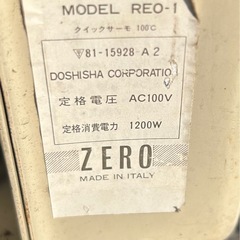 MODEL REO-1
クイックサーモ 100℃
81-15928-A2
DOSHISHA CORPORATIO
定格電圧 AC100V
定格消費電力 1200W
ZERO
MADE IN ITALY